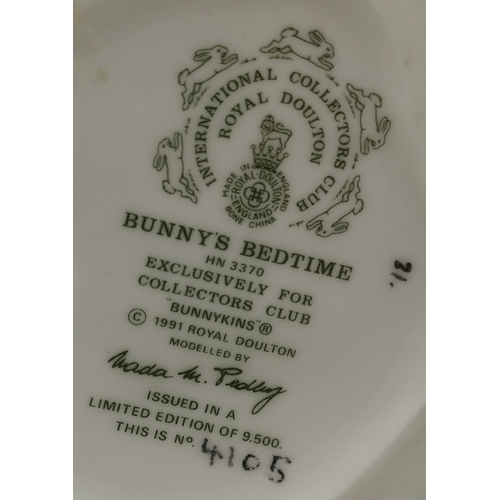 INTERNATIONAL COLLECTORS CLUB
ROYAL DOULTON
MADE IN ENGLAND
ROYAL·DOULTON
ENGLAND
BONE CHINA
BUNNY'S BEDTIME
HN 3370
EXCLUSIVELY FOR
COLLECTORS CLUB
"BUNNYKINS"®
© 1991 ROYAL DOULTON
MODELLED BY
Nada M. Pedley
ISSUED IN A
LIMITED EDITION OF 9.500.
THIS IS Nº. 4105
31.